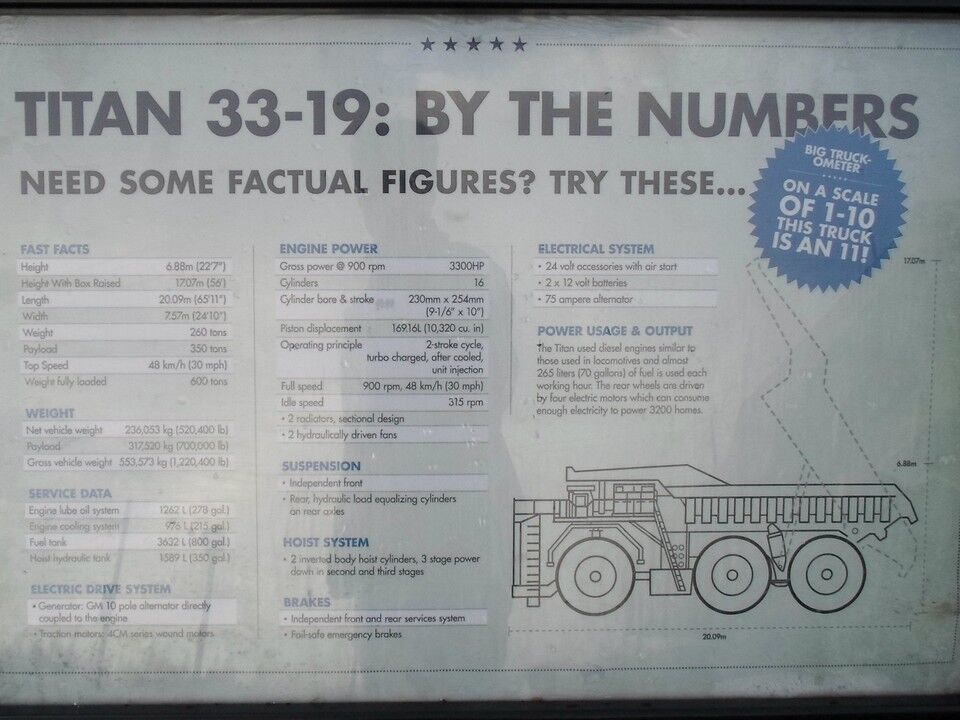 TITAN 33-19: BY THE NUMBERS
NEED SOME FACTUAL FIGURES? TRY THESE...
BIG TRUCK-
OMETER
ON A SCALE
OF 1-10
THIS TRUCK
IS AN 11!
FAST FACTS
Height 6.88m (22'7")
Height With Box Raised 17.07m (56')
Length 20.09m (65'11")
Width 7.57m (24'10")
Weight 260 tons
Payload 350 tons
Top Speed 48 km/h (30 mph)
Weight fully loaded 600 tons
WEIGHT
Net vehicle weight 236,053 kg (520,400 lb)
Payload 317,520 kg (700,000 lb)
Gross vehicle weight 553,573 kg (1,220,400 lb)
SERVICE DATA
Engine lube oil system 1262 L (278 gal.)
Engine cooling system 976 L (215 gal.)
Fuel tank 3632 L (800 gal.)
Hoist hydraulic tank 1589 L (350 gal.)
ELECTRIC DRIVE SYSTEM
• Generator: GM 10 pole alternator directly
coupled to the engine
• Traction motors: 4CM series wound motors
ENGINE POWER
Gross power @ 900 rpm 3300HP
Cylinders 16
Cylinder bore & stroke 230mm x 254mm
(9-1/6" x 10")
Piston displacement 169.16L (10,320 cu. in)
Operating principle 2-stroke cycle,
turbo charged, after cooled,
unit injection
Full speed 900 rpm, 48 km/h (30 mph)
Idle speed 315 rpm
• 2 radiators, sectional design
• 2 hydraulically driven fans
SUSPENSION
• Independent front
• Rear, hydraulic load equalizing cylinders
on rear axles
HOIST SYSTEM
• 2 inverted body hoist cylinders, 3 stage power
down in second and third stages
BRAKES
• Independent front and rear services system
• Fail-safe emergency brakes
ELECTRICAL SYSTEM
• 24 volt accessories with air start
• 2 x 12 volt batteries
• 75 ampere alternator
POWER USAGE & OUTPUT
The Titan used diesel engines similar to
those used in locomotives and almost
265 liters (70 gallons) of fuel is used each
working hour. The rear wheels are driven
by four electric motors which can consume
enough electricity to power 3200 homes.
17.07m
6.88m
20.09m